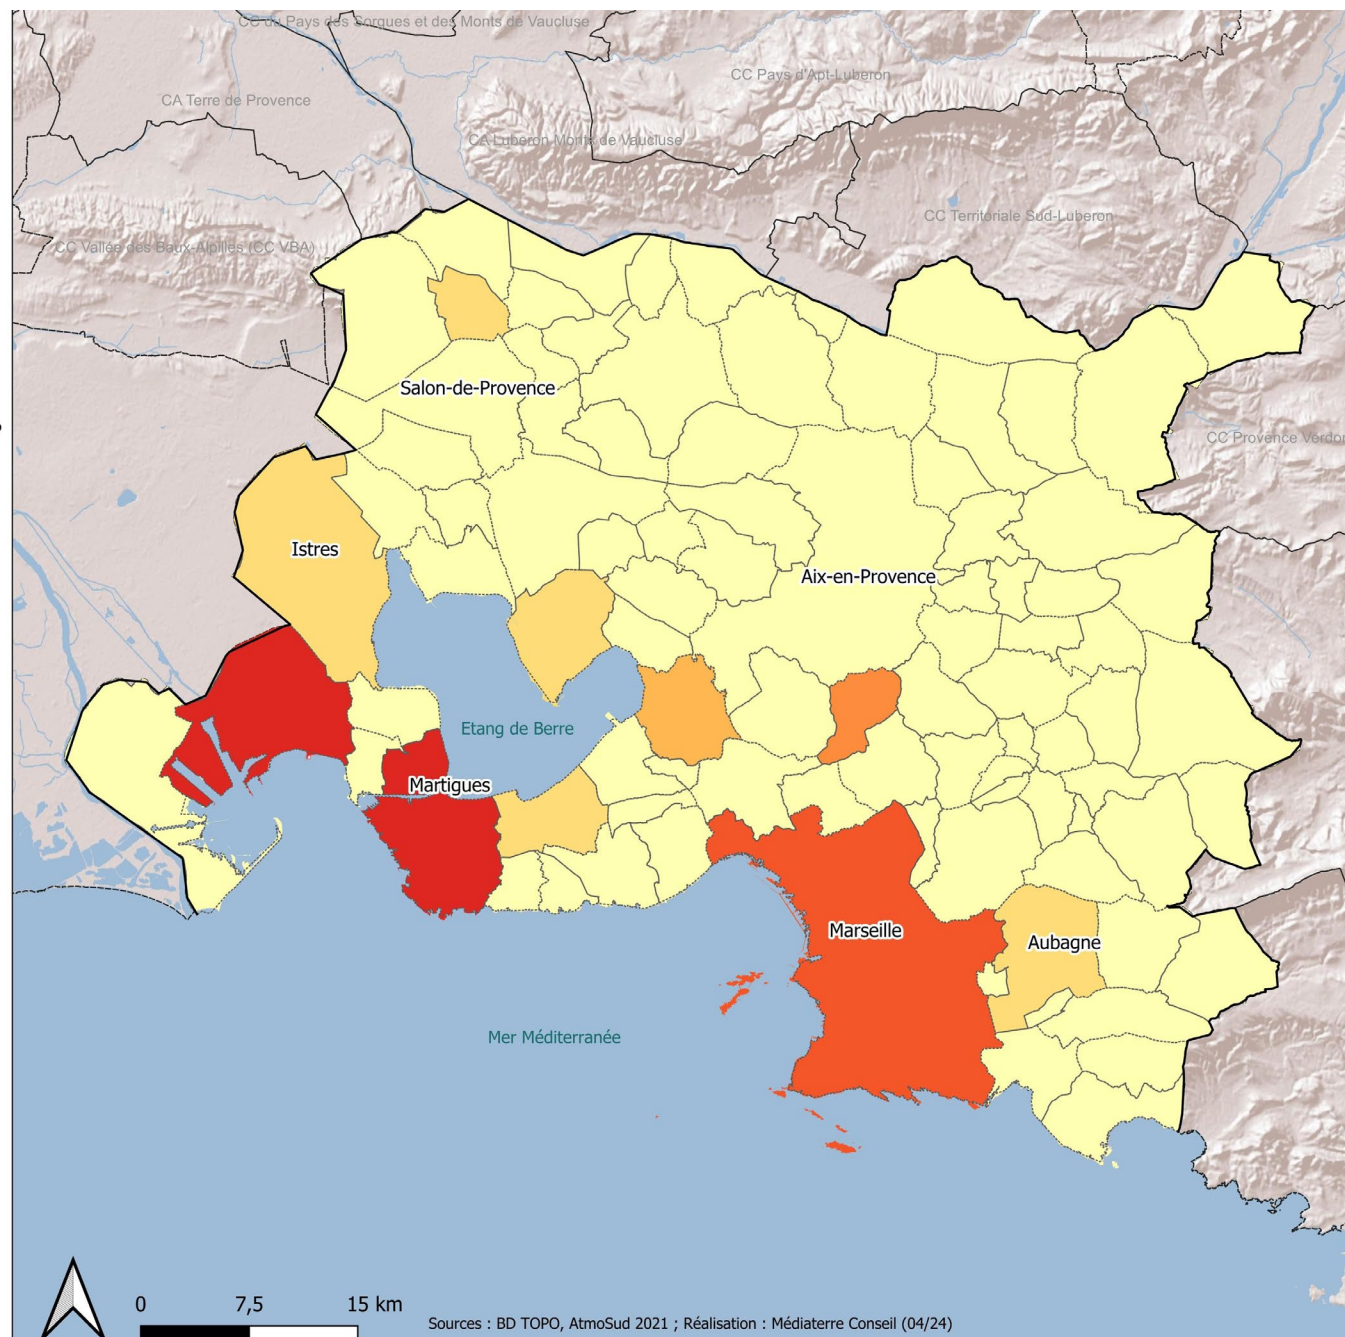 CC du Pays des Sorgues et des Monts de Vaucluse
CC Pays d'Apt-Luberon
CA Terre de Provence
CA Luberon Monts de Vaucluse
CC Territoriale Sud-Luberon
CC Vallée des Baux-Alpilles (CC VBA)
Salon-de-Provence
CC Provence Verdon
Istres
Aix-en-Provence
Etang de Berre
Martigues
Marseille
Aubagne
Mer Méditerranée
0 7,5 15 km
Sources : BD TOPO, AtmoSud 2021 ; Réalisation : Médiaterre Conseil (04/24)